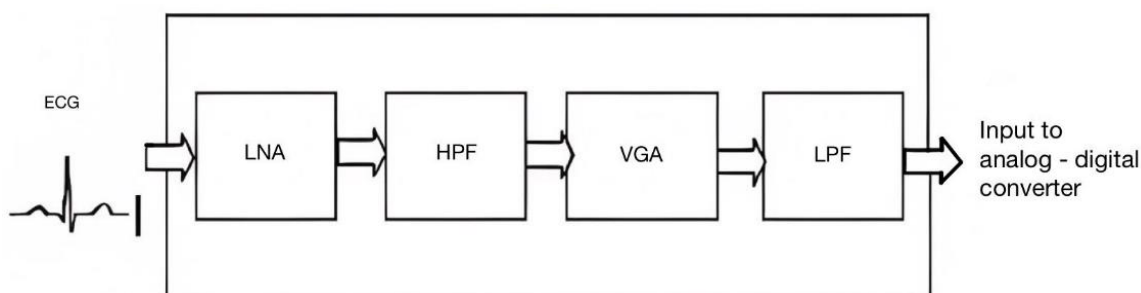 ECG
LNA
HPF
VGA
LPF
Input to
analog - digital
converter